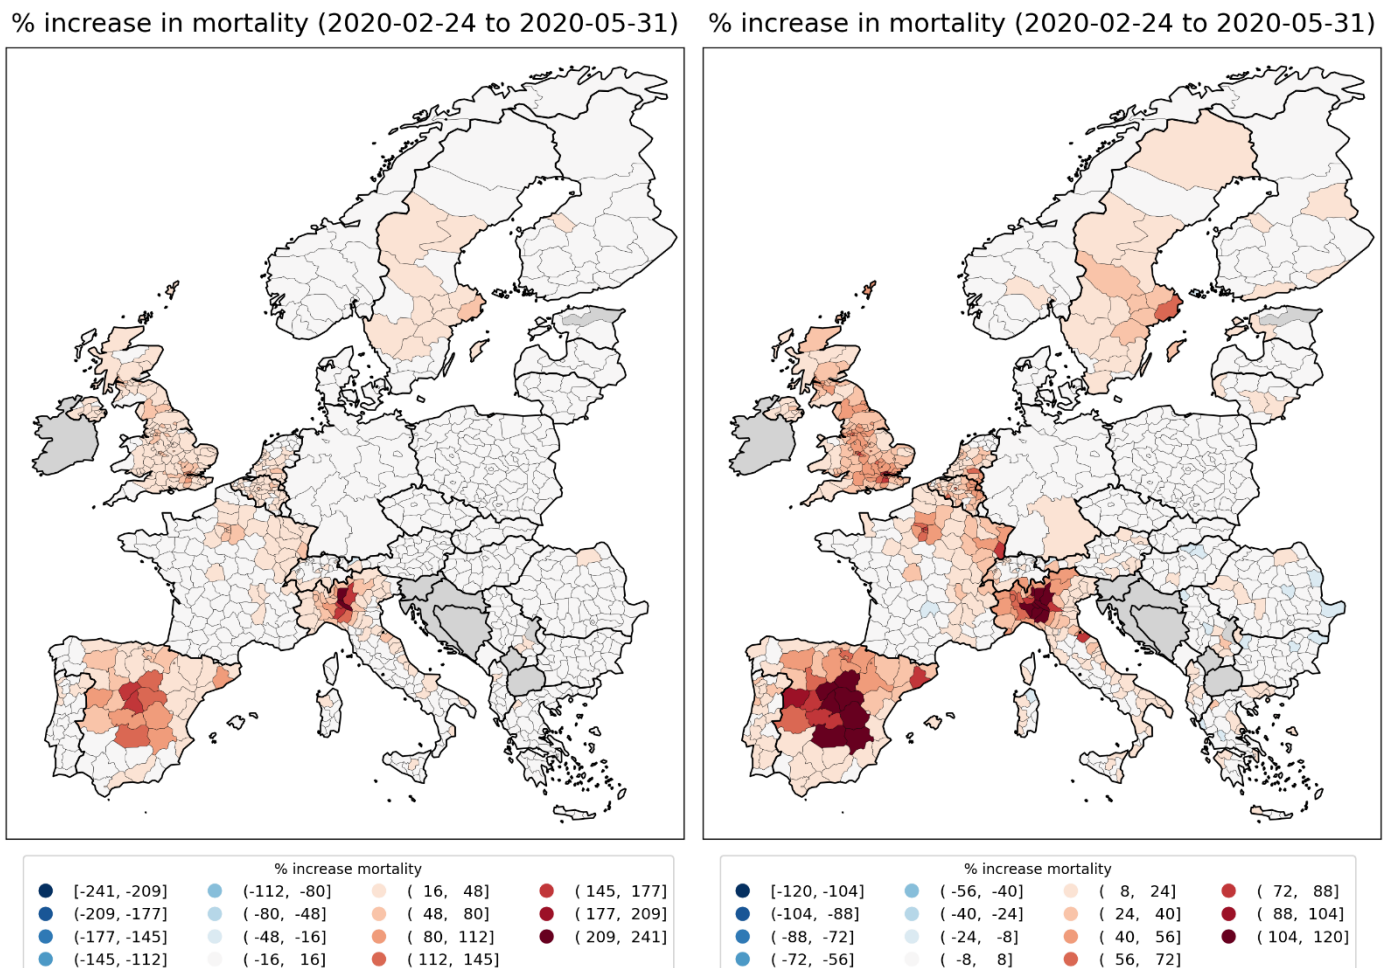 % increase in mortality (2020-02-24 to 2020-05-31)
% increase in mortality (2020-02-24 to 2020-05-31)
% increase mortality
[-241, -209] (-112, -80] ( 16, 48] ( 145, 177]
(-209, -177] ( -80, -48] ( 48, 80] ( 177, 209]
(-177, -145] ( -48, -16] ( 80, 112] ( 209, 241]
(-145, -112] ( -16, 16] ( 112, 145]
% increase mortality
[-120, -104] ( -56, -40] ( 8, 24] ( 72, 88]
(-104, -88] ( -40, -24] ( 24, 40] ( 88, 104]
( -88, -72] ( -24, -8] ( 40, 56] ( 104, 120]
( -72, -56] ( -8, 8] ( 56, 72]